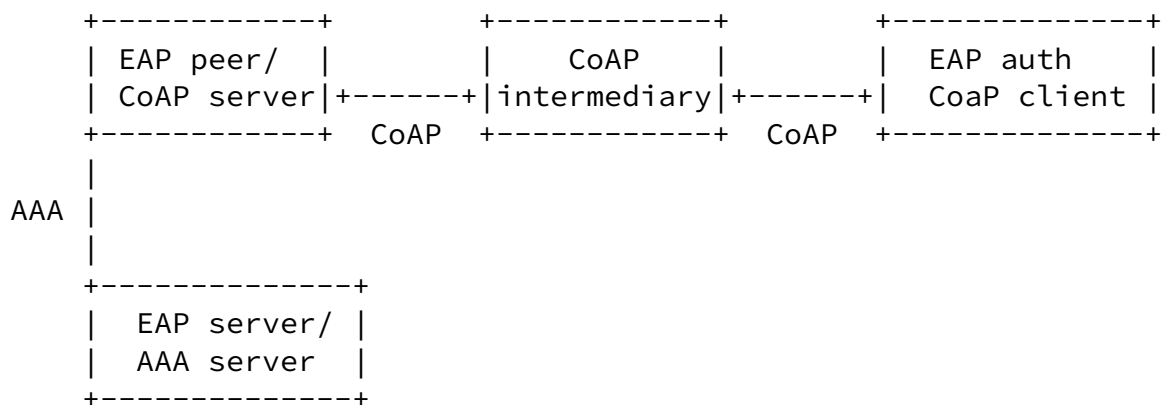 +------------+ +------------+ +--------------+
| EAP peer/ | | CoAP | | EAP auth |
| CoAP server|+------+|intermediary|+------+| CoaP client |
+------------+ CoAP +------------+ CoAP +--------------+
|
AAA |
|
+--------------+
| EAP server/ |
| AAA server |
+--------------+